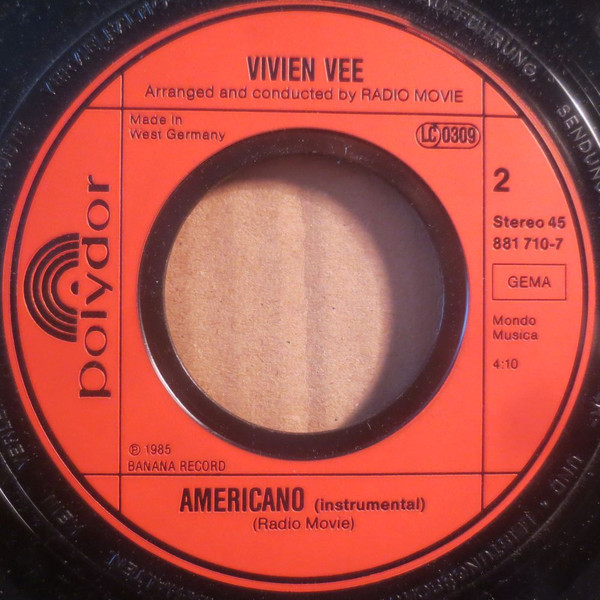 VIVIEN VEE
Arranged and conducted by RADIO MOVIE
Made in
West Germany
LC 0309
polydor
2
Stereo 45
881 710-7
GEMA
Mondo
Musica
4:10
℗ 1985
BANANA RECORD
AMERICANO (instrumental)
(Radio Movie)